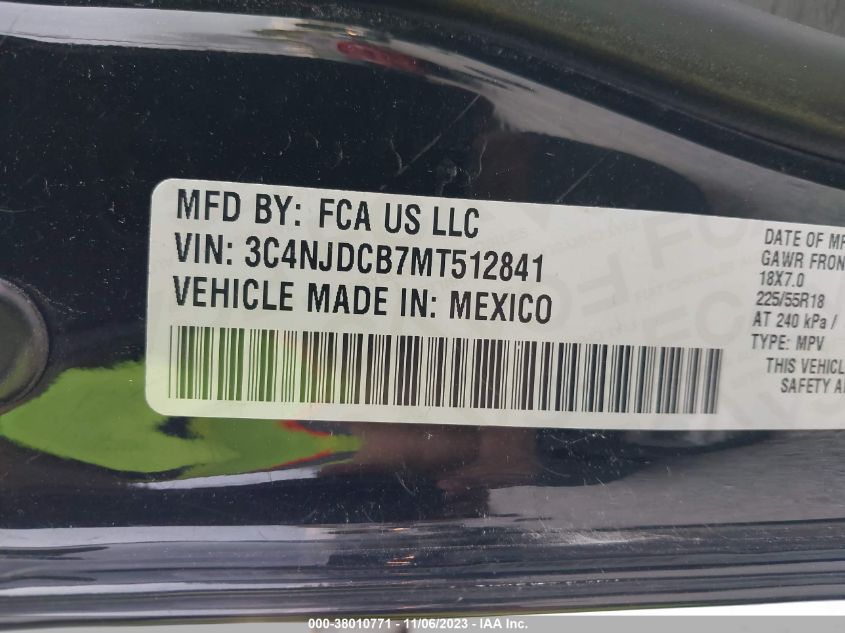 MFD BY: FCA US LLC
VIN: 3C4NJDCB7MT512841
VEHICLE MADE IN: MEXICO
DATE OF MF
GAWR FRON
18X7.0
225/55R18
AT 240 kPa /
TYPE: MPV
THIS VEHICL
SAFETY A
000-38010771 - 11/06/2023 - IAA Inc.